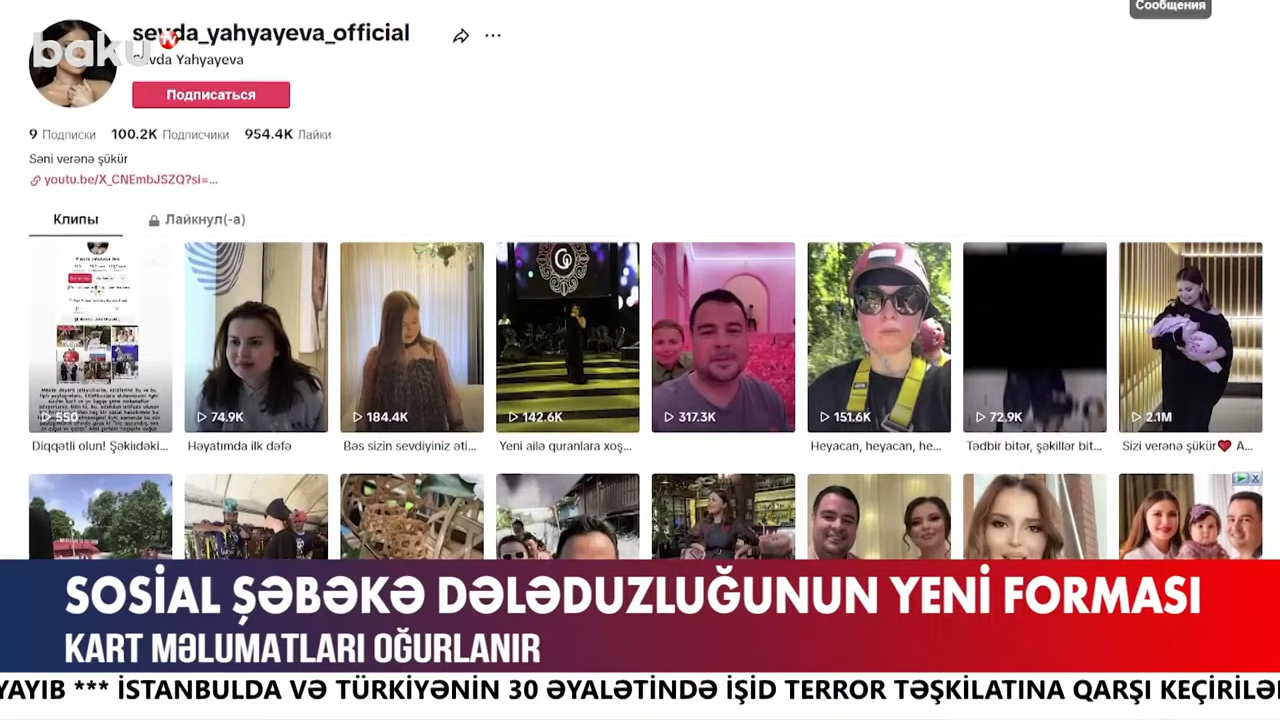 Сообщения
sevda_yahyayeva_official
baku tv
Sevda Yahyayeva
Подписаться
9 Подписки 100.2K Подписчики 954.4K Лайки
Səni verənə şükür
youtu.be/X_CNEmbJSZQ?si=...
Клипы Лайкнул(-а)
550 74.9K 184.4K 142.6K 317.3K 151.6K 72.9K 2.1M
Diqqətli olun! Şəkildəki... Həyatımda ilk dəfə Bəs sizin sevdiyiniz əti... Yeni ailə quranlara xoş... Heyacan, heyacan, he... Tədbir bitər, şəkillər bit... Sizi verənə şükür❤️ A...
SOSİAL ŞƏBƏKƏ DƏLƏDUZLUĞUNUN YENİ FORMASI
KART MƏLUMATLARI OĞURLANIR
YAYIB *** İSTANBULDA VƏ TÜRKİYƏNİN 30 ƏYALƏTİNDƏ İŞİD TERROR TƏŞKİLATINA QARŞI KEÇİRİLƏ